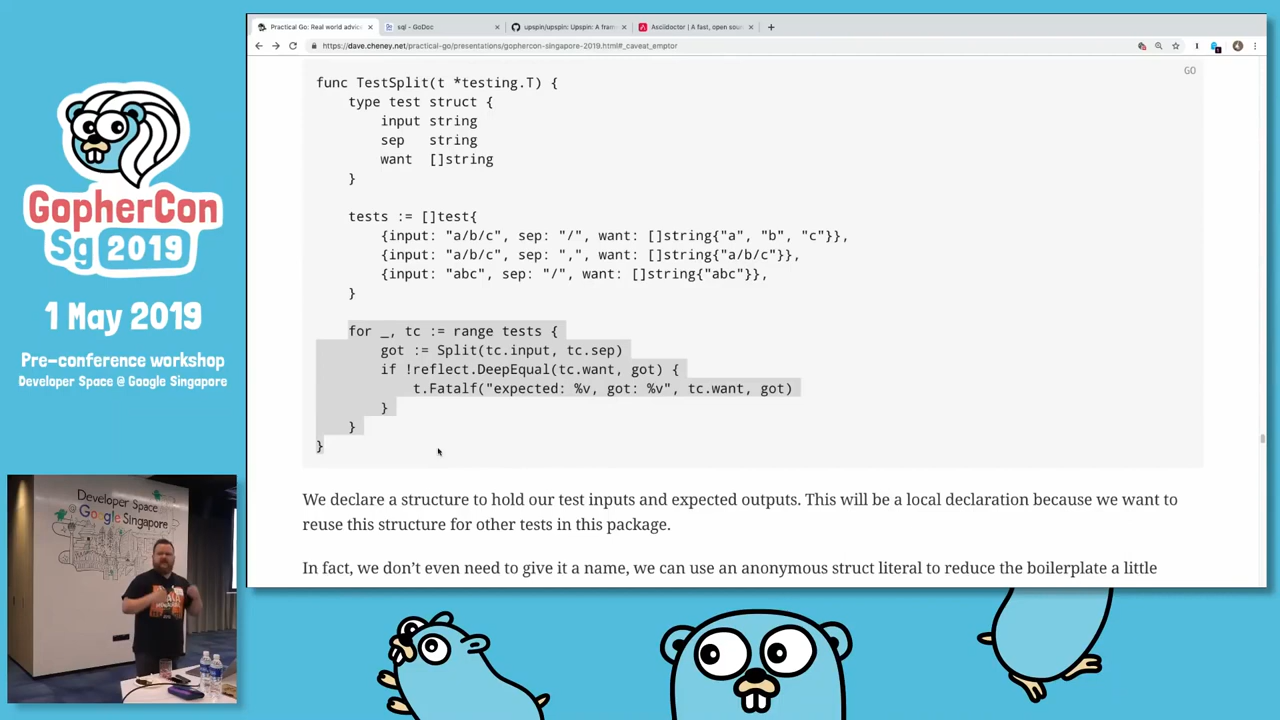 Practical Go: Real world advic
sql - GoDoc
upspin/upspin: Upspin: A fram
Asciidoctor | A fast, open sour
https://dave.cheney.net/practical-go/presentations/gophercon-singapore-2019.html#_caveat_emptor
GO
func TestSplit(t *testing.T) {
    type test struct {
        input string
        sep   string
        want  []string
    }
    tests := []test{
        {input: "a/b/c", sep: "/", want: []string{"a", "b", "c"}},
        {input: "a/b/c", sep: ",", want: []string{"a/b/c"}},
        {input: "abc", sep: "/", want: []string{"abc"}},
    }
    for _, tc := range tests {
        got := Split(tc.input, tc.sep)
        if !reflect.DeepEqual(tc.want, got) {
            t.Fatalf("expected: %v, got: %v", tc.want, got)
        }
    }
}
We declare a structure to hold our test inputs and expected outputs. This will be a local declaration because we want to
reuse this structure for other tests in this package.
In fact, we don’t even need to give it a name, we can use an anonymous struct literal to reduce the boilerplate a little
GopherCon
Sg 2019
1 May 2019
Pre-conference workshop
Developer Space @ Google Singapore
Developer Space
@ Google Singapore